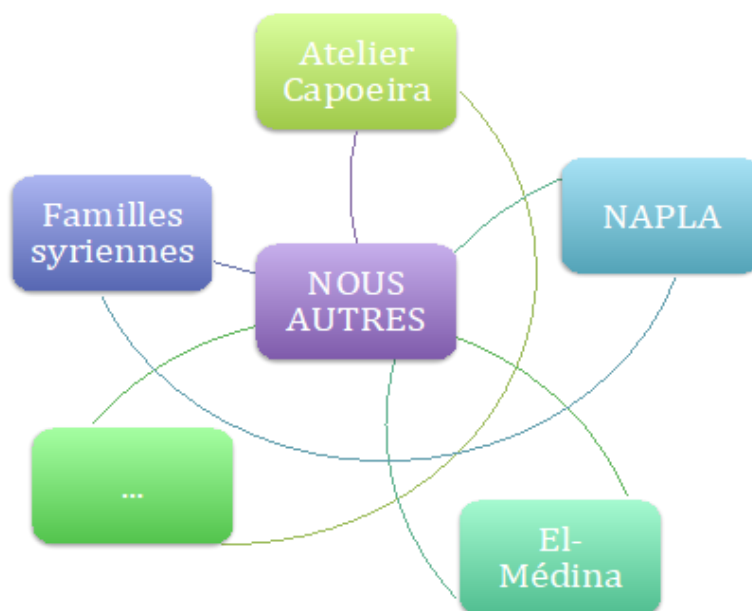 Atelier
Capoeira
Familles
syriennes
NAPLA
NOUS
AUTRES
...
El-
Médina